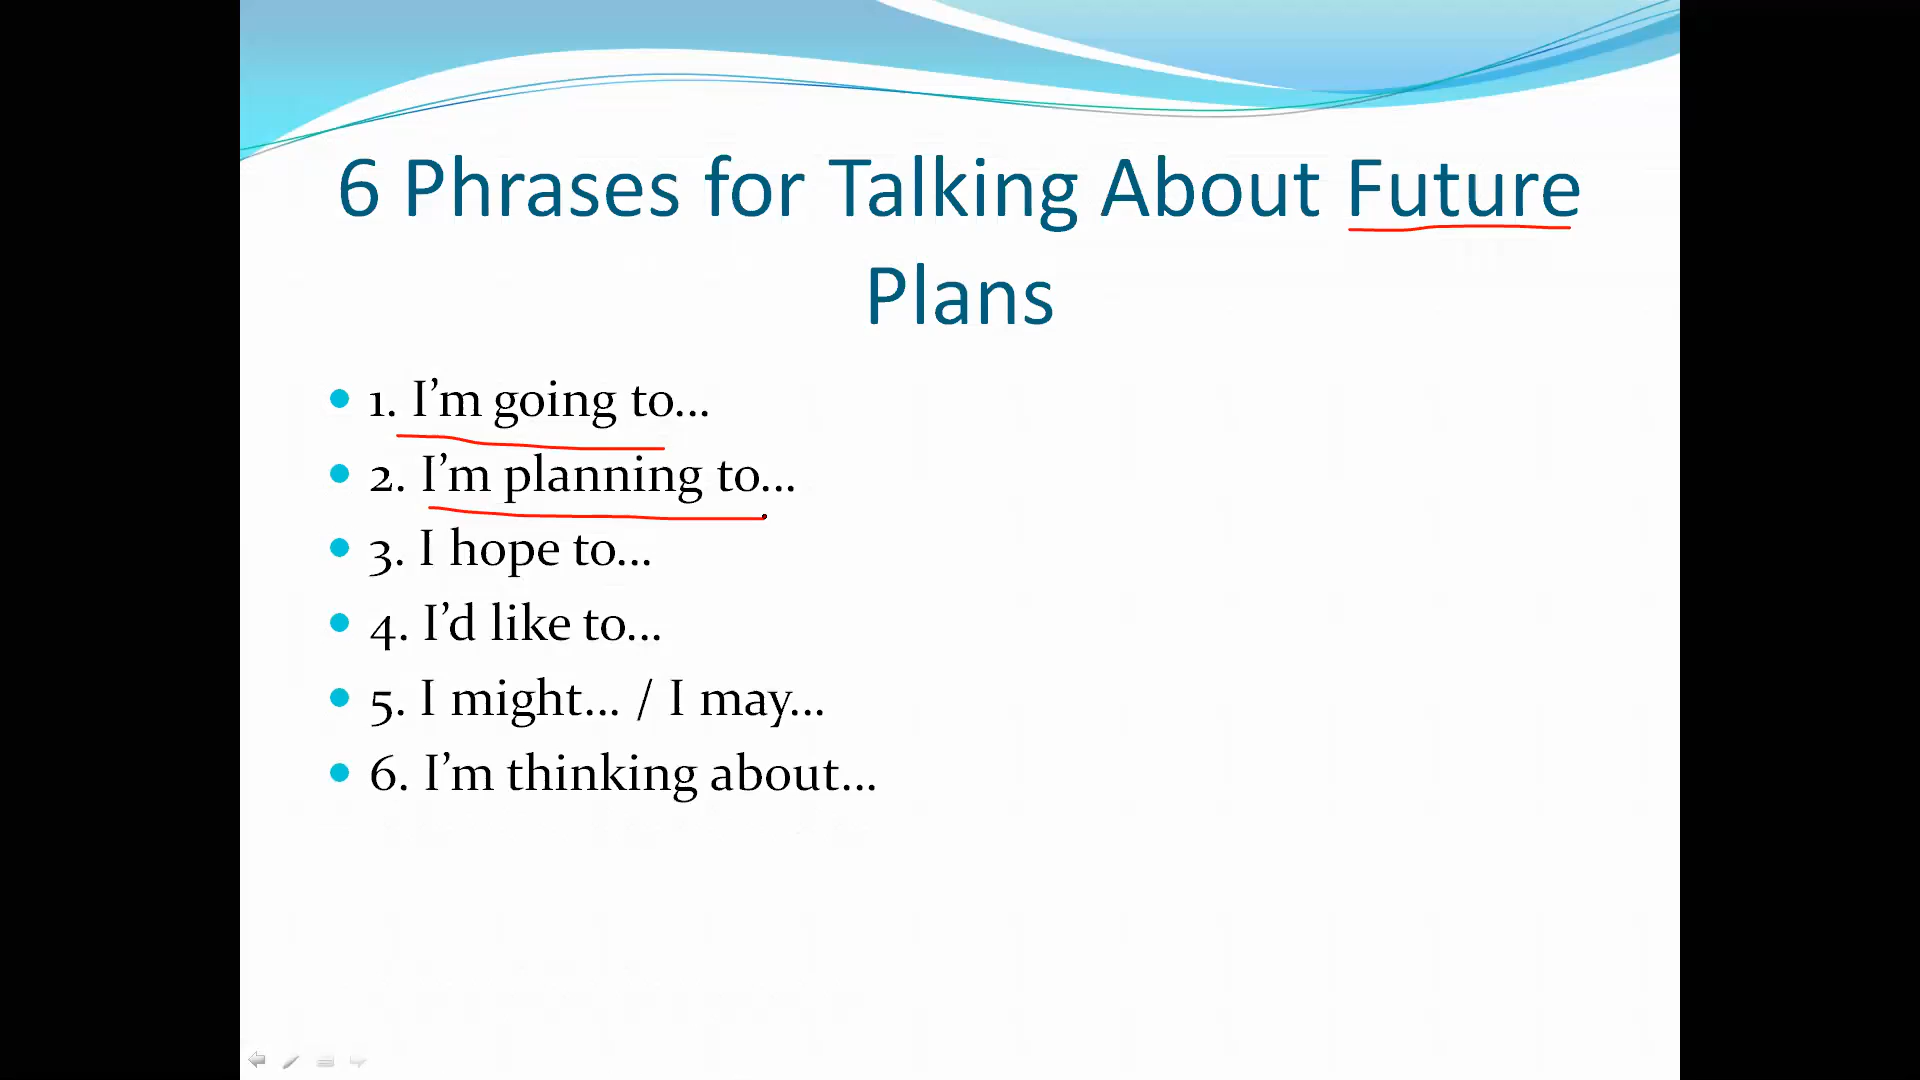 6 Phrases for Talking About Future
Plans
• 1. I’m going to…
• 2. I’m planning to…
• 3. I hope to…
• 4. I’d like to…
• 5. I might… / I may…
• 6. I’m thinking about…